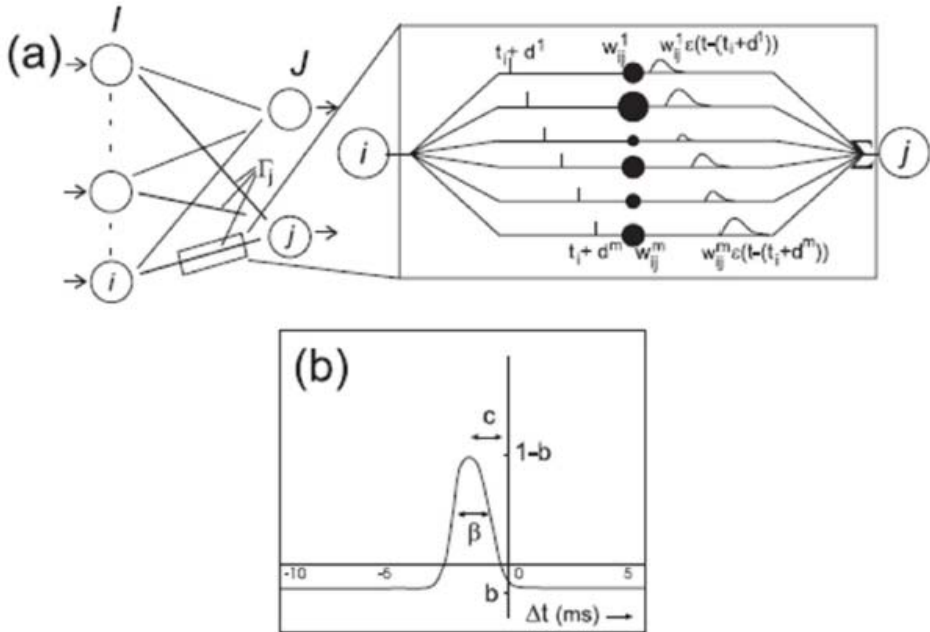 (a)
I
J
i
j
Γj
i
j
Σ
ti+ d1
wij1
wij1ε(t-(ti+d1))
ti+ dm
wijm
wijmε(t-(ti+dm))
(b)
c
1-b
β
-10
-5
0
5
b
Δt (ms)